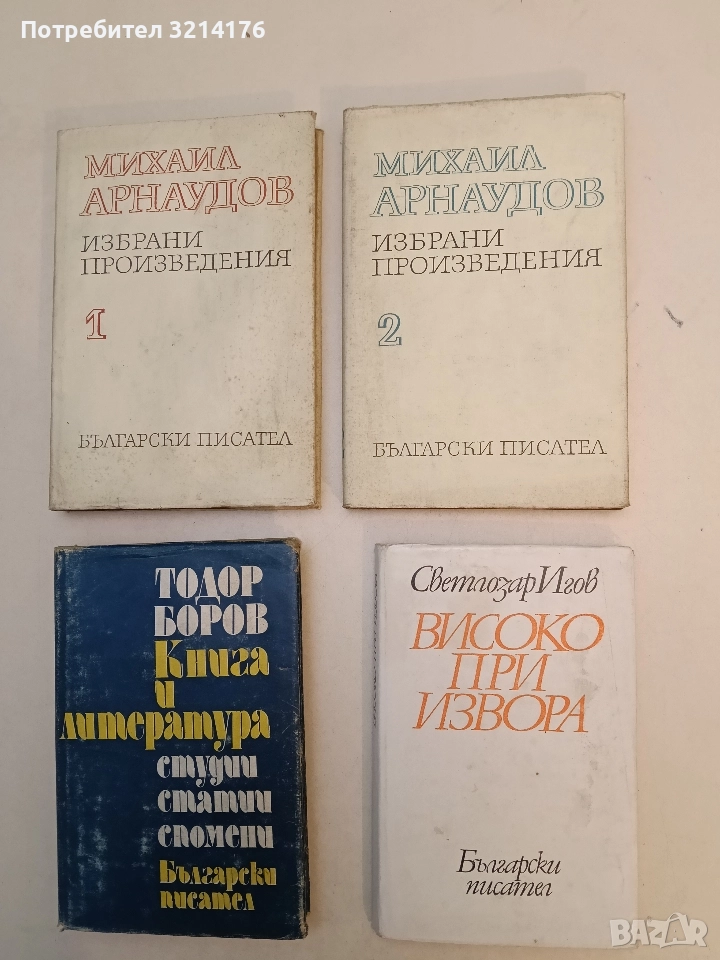 Потребител 3214176
МИХАИЛ
АРНАУДОВ
ИЗБРАНИ
ПРОИЗВЕДЕНИЯ
1
БЪЛГАРСКИ ПИСАТЕЛ
МИХАИЛ
АРНАУДОВ
ИЗБРАНИ
ПРОИЗВЕДЕНИЯ
2
БЪЛГАРСКИ ПИСАТЕЛ
ТОДОР
БОРОВ
Книга
и
литература
студии
статии
спомени
Български
писател
Светлозар Игов
ВИСОКО
ПРИ
ИЗВОРА
Български
писател
BAZAR